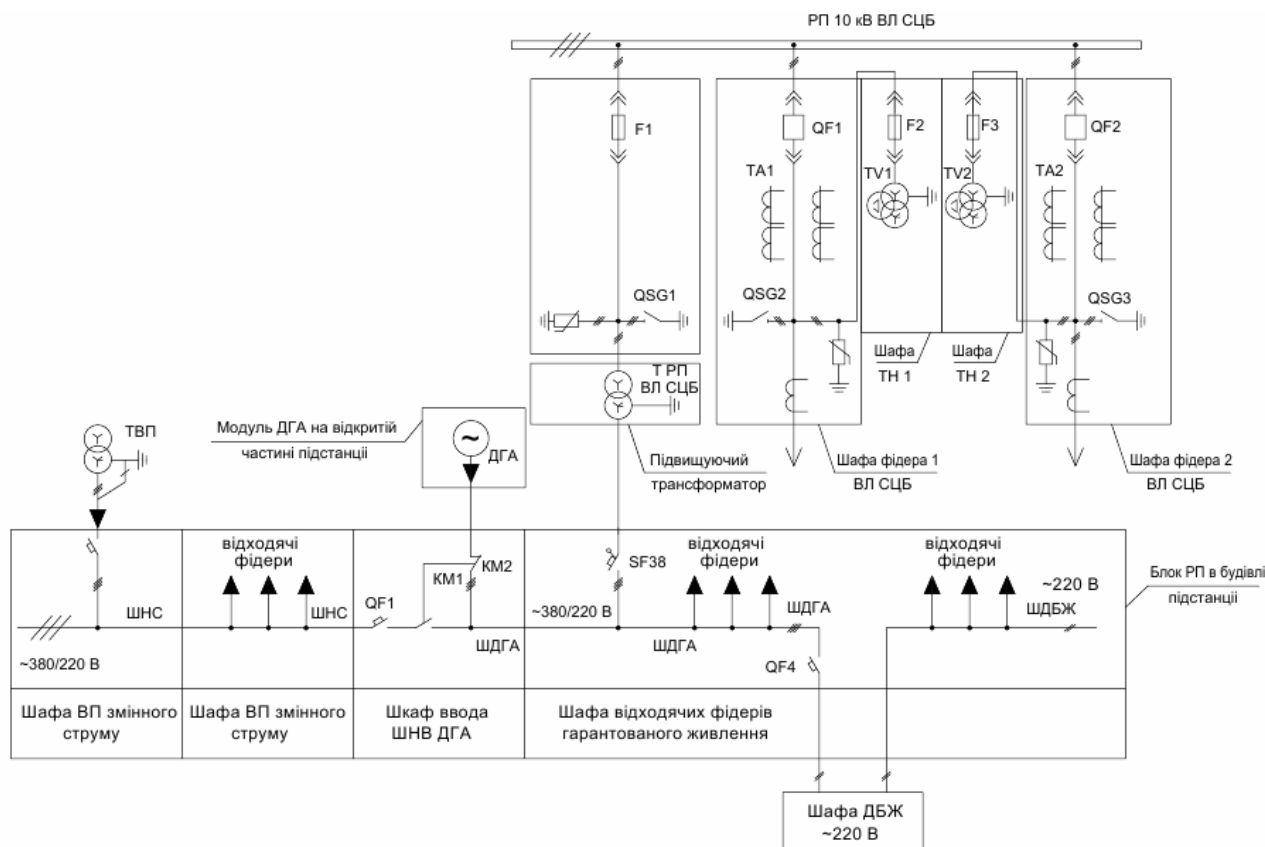 РП 10 кВ ВЛ СЦБ
F1
QF1
F2
F3
QF2
TA1
TV1
TV2
TA2
QSG1
QSG2
QSG3
Шафа
ТН 1
Шафа
ТН 2
Т РП
ВЛ СЦБ
ТВП
Модуль ДГА на відкритій
частині підстанції
ДГА
Підвищуючий
трансформатор
Шафа фідера 1
ВЛ СЦБ
Шафа фідера 2
ВЛ СЦБ
відходячі
фідери
KM1
KM2
SF38
відходячі
фідери
відходячі
фідери
~220 В
Блок РП в будівлі
підстанції
ШНС
ШНС
QF1
~380/220 В
ШДГА
ШДБЖ
~380/220 В
ШДГА
ШДГА
QF4
Шафа ВП змінного
струму
Шафа ВП змінного
струму
Шкаф ввода
ШНВ ДГА
Шафа відходячих фідерів
гарантованого живлення
Шафа ДБЖ
~220 В